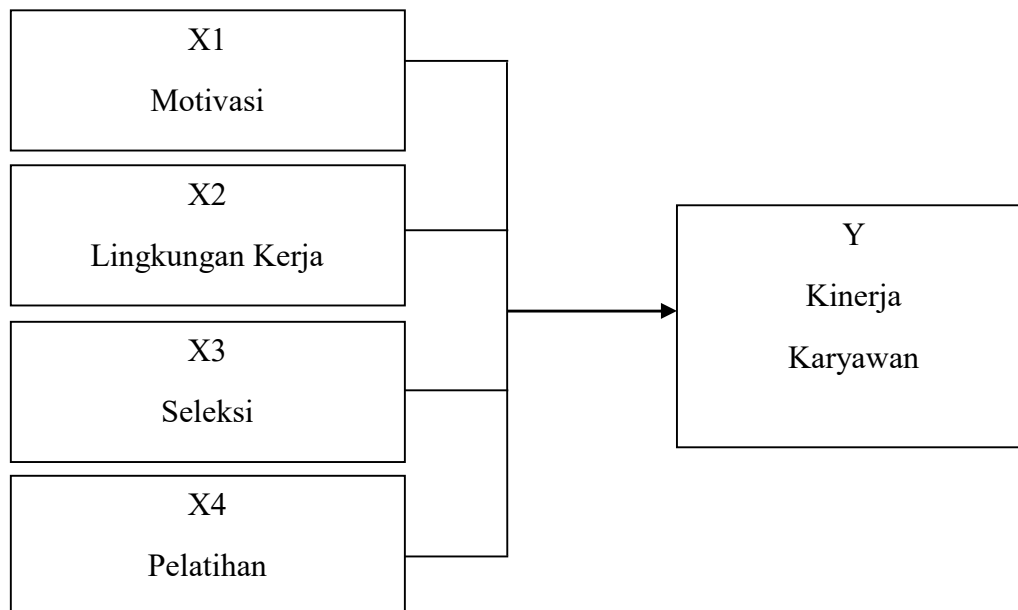 X1
Motivasi
X2
Lingkungan Kerja
X3
Seleksi
X4
Pelatihan
Y
Kinerja
Karyawan